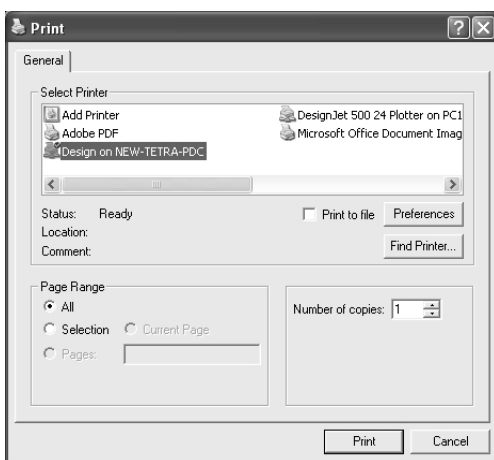 Print
General
Select Printer
Add Printer
DesignJet 500 24 Plotter on PC1
Adobe PDF
Microsoft Office Document Imag
Design on NEW-TETRA-PDC
Status: Ready
Print to file
Preferences
Location:
Comment:
Find Printer...
Page Range
All
Number of copies: 1
Selection
Current Page
Pages:
Print
Cancel